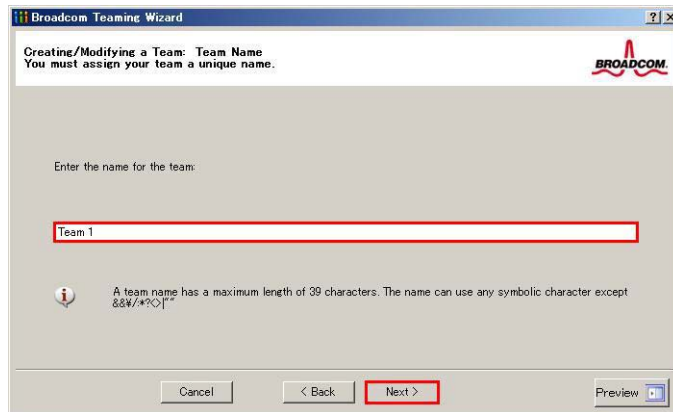 Broadcom Teaming Wizard
Creating/Modifying a Team: Team Name
You must assign your team a unique name.
BROADCOM.
Enter the name for the team:
Team 1
A team name has a maximum length of 39 characters. The name can use any symbolic character except
&&¥/:*?<>|""
Cancel
< Back
Next >
Preview